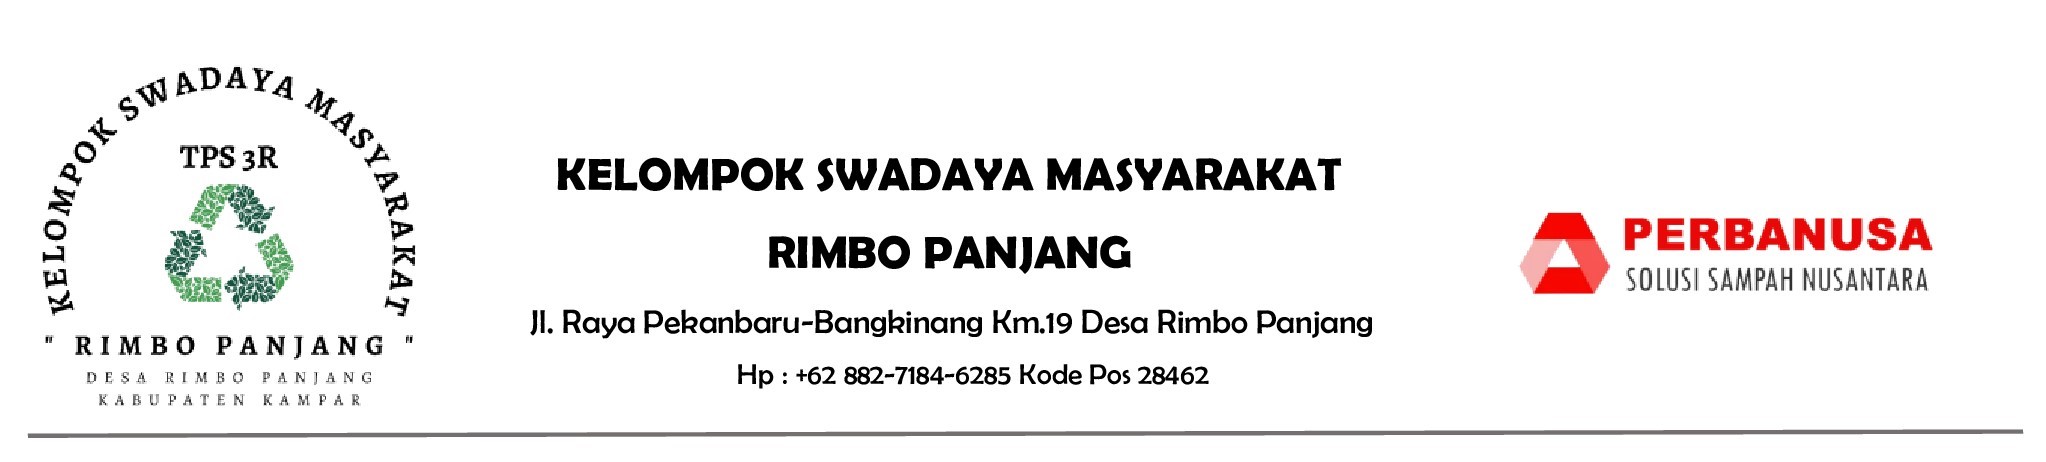 KELOMPOK SWADAYA MASYARAKAT
TPS 3R
" RIMBO PANJANG "
DESA RIMBO PANJANG
KABUPATEN KAMPAR
KELOMPOK SWADAYA MASYARAKAT
RIMBO PANJANG
Jl. Raya Pekanbaru-Bangkinang Km.19 Desa Rimbo Panjang
Hp : +62 882-7184-6285 Kode Pos 28462
PERBANUSA
SOLUSI SAMPAH NUSANTARA